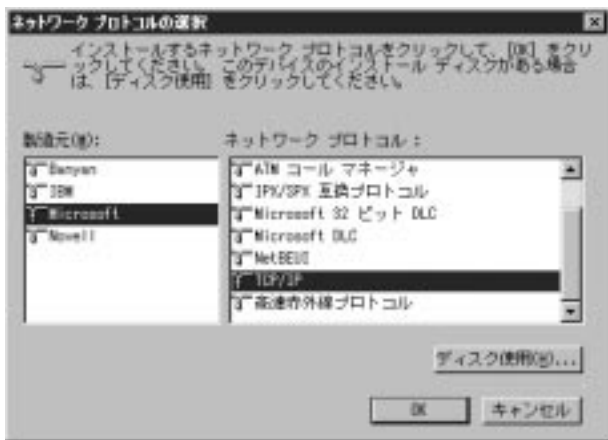 ネットワーク プロトコルの選択
インストールするネットワーク プロトコルをクリックして、[OK] をクリ
ックしてください。このデバイスのインストール ディスクがある場合
は、[ディスク使用] をクリックしてください。
製造元(M):
ネットワーク プロトコル :
Banyan
IBM
Microsoft
Novell
ATM コール マネージャ
IPX/SPX 互換プロトコル
Microsoft 32 ビット DLC
Microsoft DLC
NetBEUI
TCP/IP
高速赤外線プロトコル
ディスク使用(H)...
OK
キャンセル